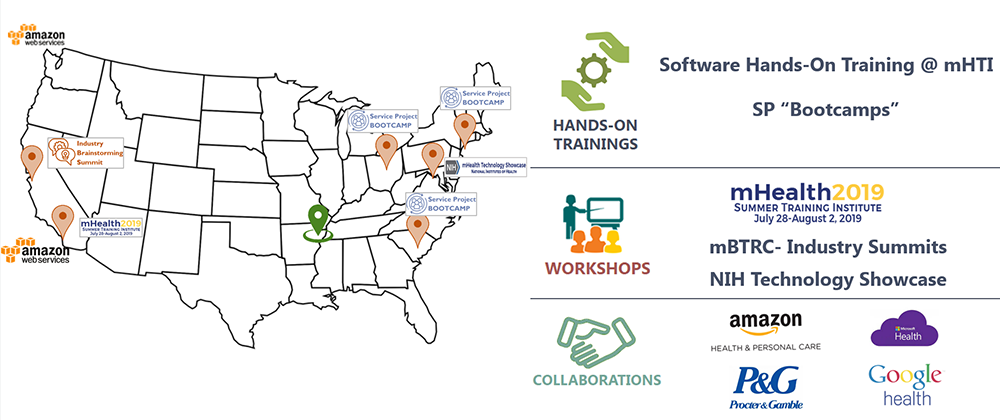 amazon
web services
Service Project
BOOTCAMP
Service Project
BOOTCAMP
Industry
Brainstorming
Summit
NIH
mHealth Technology Showcase
NATIONAL INSTITUTES OF HEALTH
Service Project
BOOTCAMP
mHealth2019
SUMMER TRAINING INSTITUTE
July 28-August 2, 2019
amazon
web services
HANDS-ON
TRAININGS
Software Hands-On Training @ mHTI
SP “Bootcamps”
WORKSHOPS
mHealth2019
SUMMER TRAINING INSTITUTE
July 28-August 2, 2019
mBTRC- Industry Summits
NIH Technology Showcase
COLLABORATIONS
amazon
HEALTH & PERSONAL CARE
Microsoft
Health
P&G
Procter&Gamble
Google
health